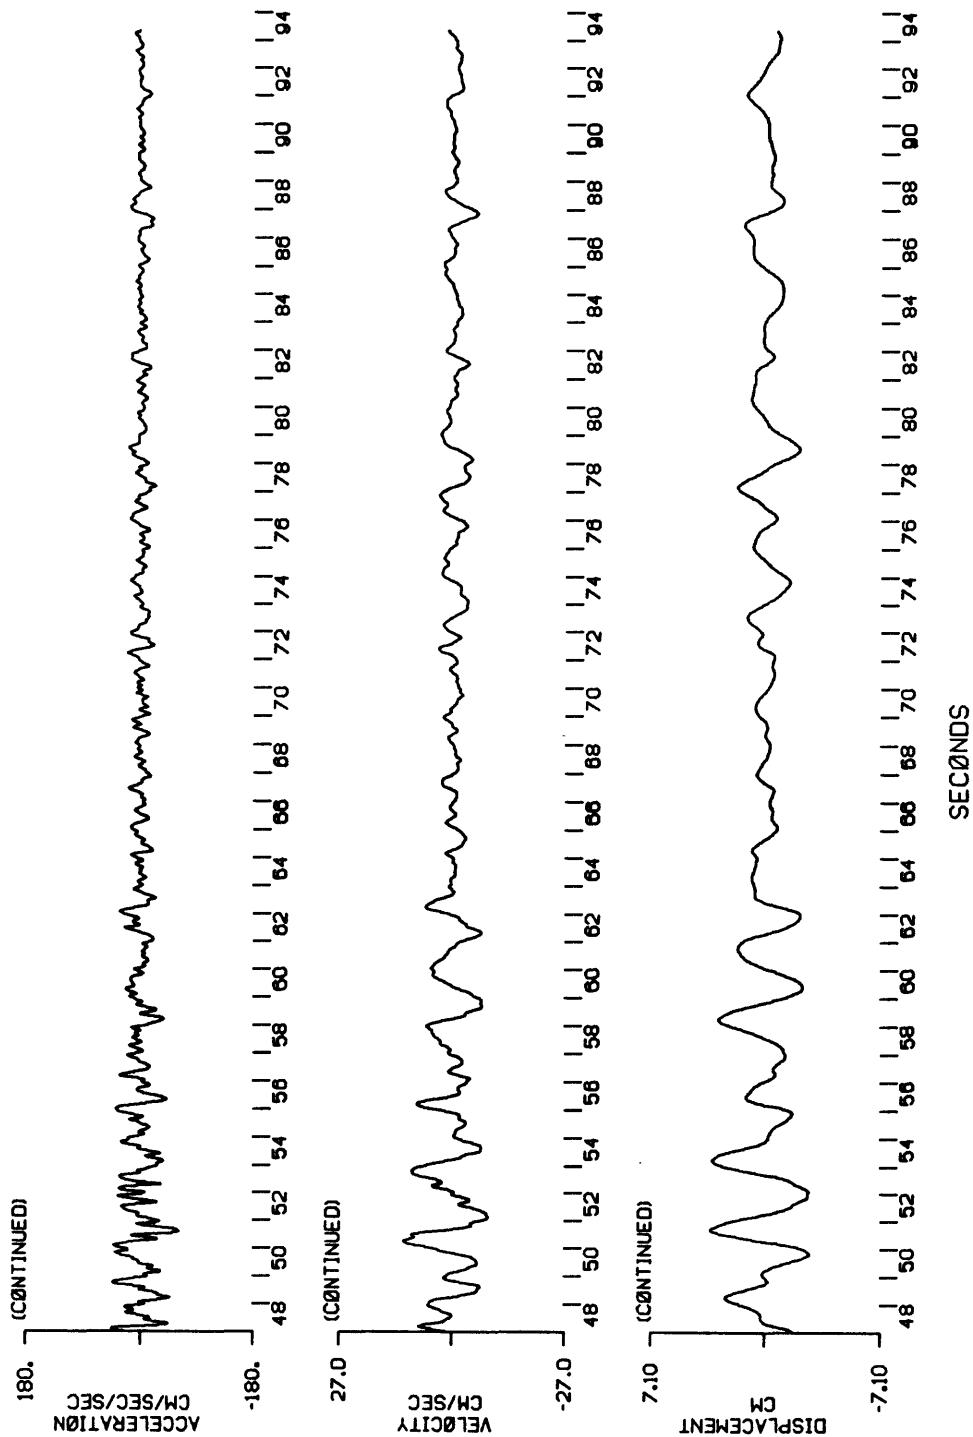 (CØNTINUED)
180.
-180.
ACCELERATIØN
CM/SEC/SEC
48 50 52 54 56 58 60 62 64 66 68 70 72 74 76 78 80 82 84 86 88 90 92 94
(CØNTINUED)
27.0
-27.0
VELØCITY
CM/SEC
48 50 52 54 56 58 60 62 64 66 68 70 72 74 76 78 80 82 84 86 88 90 92 94
(CØNTINUED)
7.10
-7.10
DISPLACEMENT
CM
48 50 52 54 56 58 60 62 64 66 68 70 72 74 76 78 80 82 84 86 88 90 92 94
SECØNDS